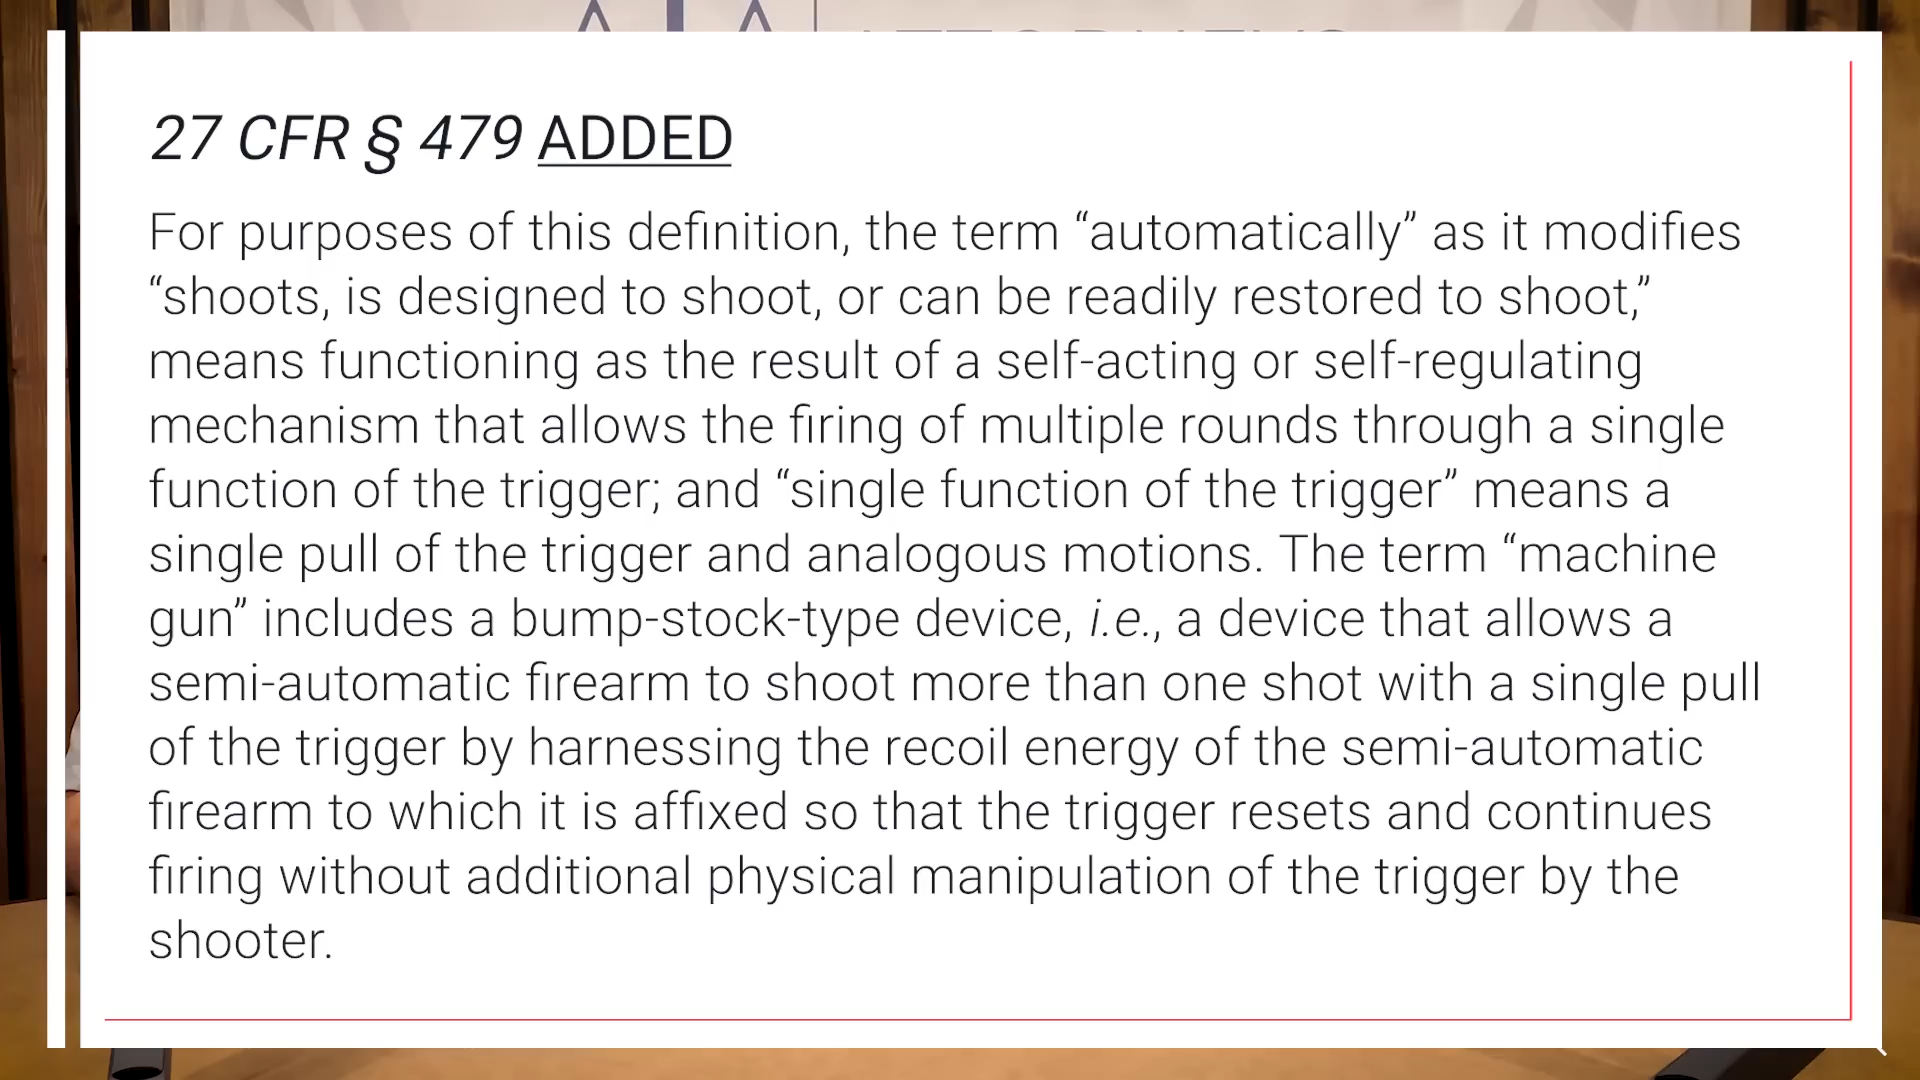 27 CFR § 479 ADDED
For purposes of this definition, the term “automatically” as it modifies
“shoots, is designed to shoot, or can be readily restored to shoot,”
means functioning as the result of a self-acting or self-regulating
mechanism that allows the firing of multiple rounds through a single
function of the trigger; and “single function of the trigger” means a
single pull of the trigger and analogous motions. The term “machine
gun” includes a bump-stock-type device, i.e., a device that allows a
semi-automatic firearm to shoot more than one shot with a single pull
of the trigger by harnessing the recoil energy of the semi-automatic
firearm to which it is affixed so that the trigger resets and continues
firing without additional physical manipulation of the trigger by the
shooter.